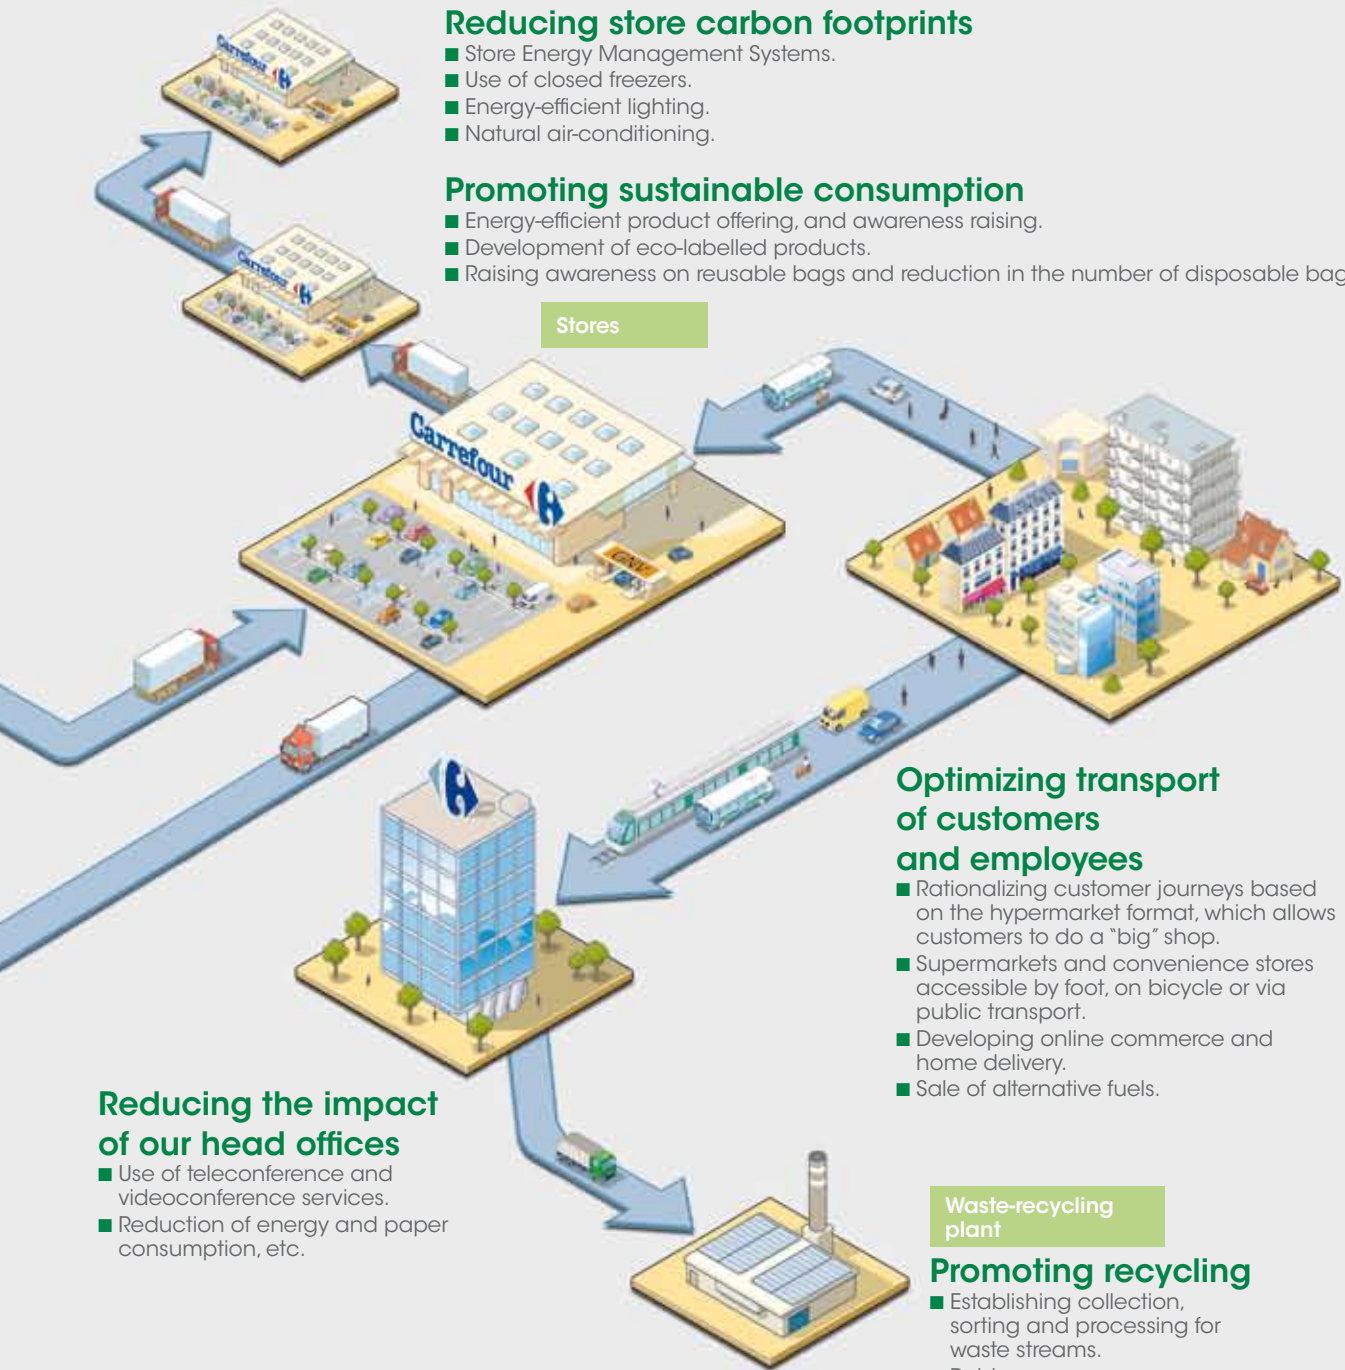 Reducing store carbon footprints
■ Store Energy Management Systems.
■ Use of closed freezers.
■ Energy-efficient lighting.
■ Natural air-conditioning.
Promoting sustainable consumption
■ Energy-efficient product offering, and awareness raising.
■ Development of eco-labelled products.
■ Raising awareness on reusable bags and reduction in the number of disposable bag
Stores
Carrefour
Carrefour
Carrefour
GNV
Optimizing transport
of customers
and employees
■ Rationalizing customer journeys based
on the hypermarket format, which allows
customers to do a "big" shop.
■ Supermarkets and convenience stores
accessible by foot, on bicycle or via
public transport.
■ Developing online commerce and
home delivery.
■ Sale of alternative fuels.
Reducing the impact
of our head offices
■ Use of teleconference and
videoconference services.
■ Reduction of energy and paper
consumption, etc.
Waste-recycling
plant
Promoting recycling
■ Establishing collection,
sorting and processing for
waste streams.